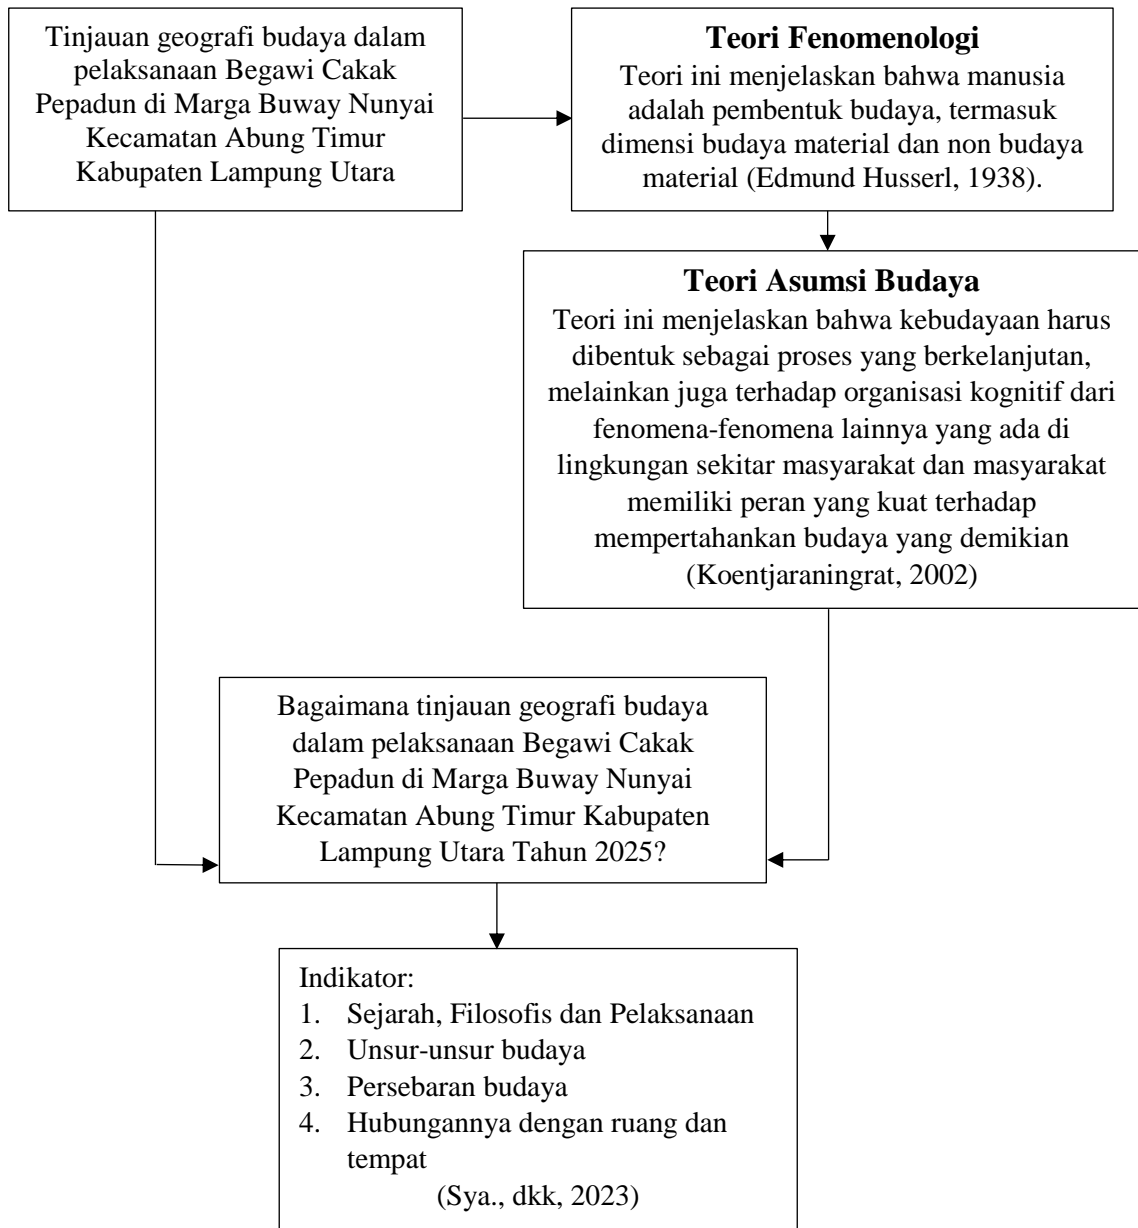 Tinjauan geografi budaya dalam
pelaksanaan Begawi Cakak
Pepadun di Marga Buway Nunyai
Kecamatan Abung Timur
Kabupaten Lampung Utara
Teori Fenomenologi
Teori ini menjelaskan bahwa manusia
adalah pembentuk budaya, termasuk
dimensi budaya material dan non budaya
material (Edmund Husserl, 1938).
Teori Asumsi Budaya
Teori ini menjelaskan bahwa kebudayaan harus
dibentuk sebagai proses yang berkelanjutan,
melainkan juga terhadap organisasi kognitif dari
fenomena-fenomena lainnya yang ada di
lingkungan sekitar masyarakat dan masyarakat
memiliki peran yang kuat terhadap
mempertahankan budaya yang demikian
(Koentjaraningrat, 2002)
Bagaimana tinjauan geografi budaya
dalam pelaksanaan Begawi Cakak
Pepadun di Marga Buway Nunyai
Kecamatan Abung Timur Kabupaten
Lampung Utara Tahun 2025?
Indikator:
1. Sejarah, Filosofis dan Pelaksanaan
2. Unsur-unsur budaya
3. Persebaran budaya
4. Hubungannya dengan ruang dan
tempat
(Sya., dkk, 2023)